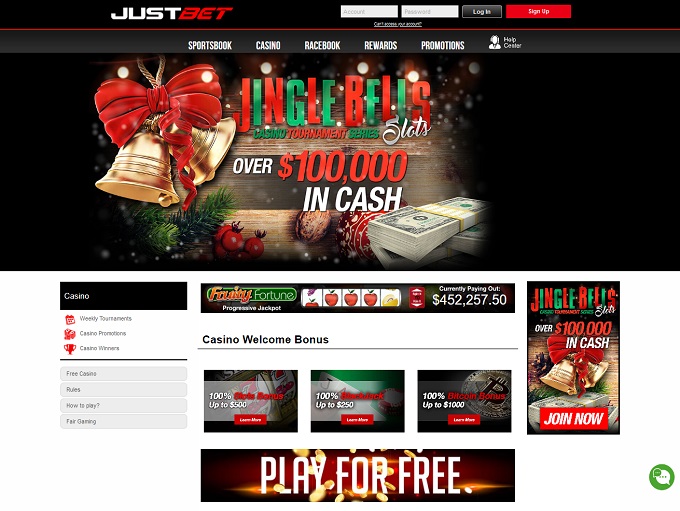 JUSTBET
Account
Password
Log In
Sign Up
Can't access your account?
SPORTSBOOK
CASINO
RACEBOOK
REWARDS
PROMOTIONS
Help
Center
JINGLE BELLS
CASINO TOURNAMENT SERIES Slots
OVER $100,000
IN CASH
Casino
Weekly Tournaments
Casino Promotions
Casino Winners
Free Casino
Rules
How to play?
Fair Gaming
Fruity Fortune
Progressive Jackpot
Currently Paying Out:
$452,257.50
Casino Welcome Bonus
100% Slots Bonus
Up to $500
Learn More
100% Blackjack
Up to $250
Learn More
100% Bitcoin Bonus
Up to $1000
Learn More
PLAY FOR FREE
JINGLE BELLS
CASINO TOURNAMENT SERIES Slots
OVER $100,000
IN CASH
JOIN NOW